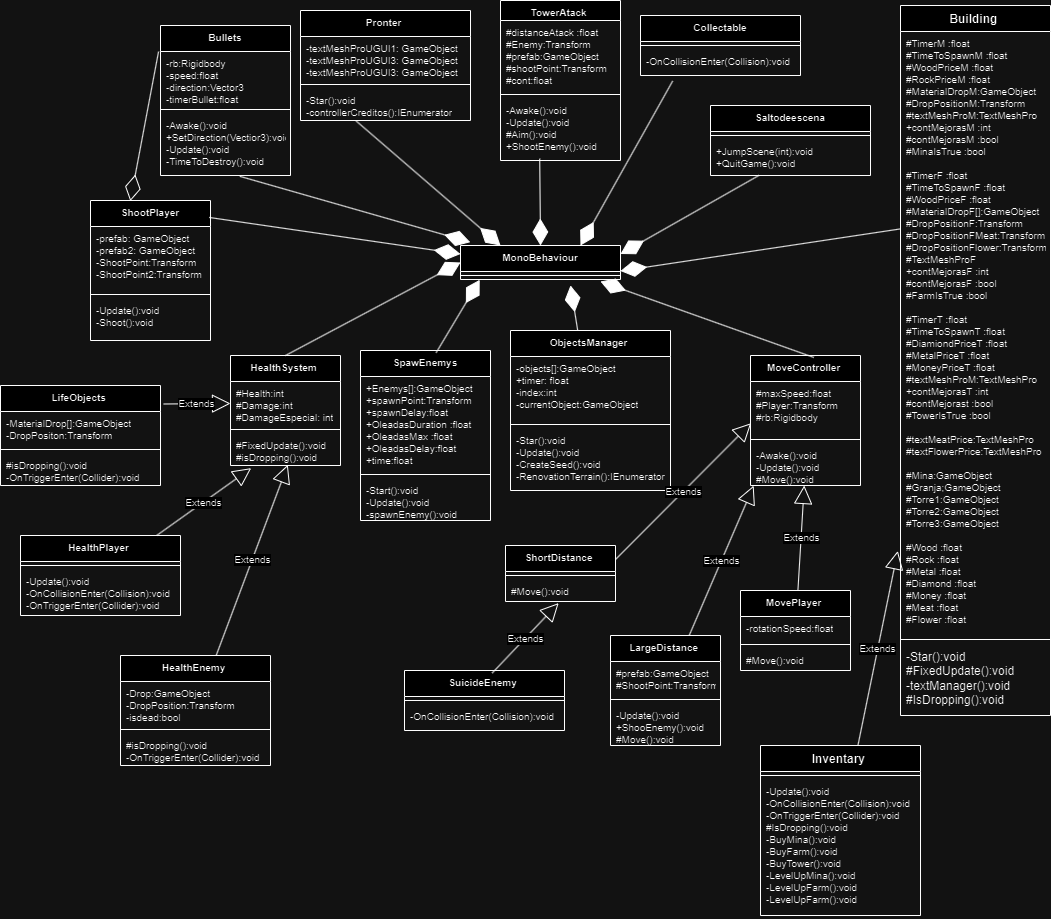 Bullets
-rb:Rigidbody
-speed:float
-direction:Vector3
-timerBullet:float
-Awake():void
+SetDirection(Vectior3):voi
-Update():void
-TimeToDestroy():void
Pronter
-textMeshProUGUI1: GameObject
-textMeshProUGUI3: GameObject
-textMeshProUGUI3: GameObject
-Star():void
-controllerCreditos():IEnumerator
TowerAtack
#distanceAtack :float
#Enemy:Transform
#prefab:GameObject
#shootPoint:Transform
#cont:float
-Awake():void
-Update():void
#Aim():void
+ShootEnemy():void
Collectable
-OnCollisionEnter(Collision):void
Saltodeescena
+JumpScene(int):void
+QuitGame():void
Building
#TimerM :float
#TimeToSpawnM :float
#WoodPriceM :float
#RockPriceM :float
#MaterialDropM:GameObject
#DropPositionM:Transform
#textMeshProM:TextMeshPro
+contMejorasM :int
#contMejorasM :bool
#MinaIsTrue :bool
#TimerF :float
#TimeToSpawnF :float
#WoodPriceF :float
#MaterialDropF[]:GameObject
#DropPositionF:Transform
#DropPositionFMeat:Transform
#DropPositionFlower:Transform
#TextMeshProF
+contMejorasF :int
#contMejorasF :bool
#FarmIsTrue :bool
#TimerT :float
#TimeToSpawnT :float
#DiamiondPriceT :float
#MetalPriceT :float
#MoneyPriceT :float
#textMeshProM:TextMeshPro
+contMejorasT :int
#contMejorast :bool
#TowerIsTrue :bool
#textMeatPrice:TextMeshPro
#textFlowerPrice:TextMeshPro
#Mina:GameObject
#Granja;GameObject
#Torre1:GameObject
#Torre2:GameObject
#Torre3:GameObject
#Wood :float
#Rock :float
#Metal :float
#Diamond :float
#Money :float
#Meat :float
#Flower :float
-Star():void
#FixedUpdate():void
-textManager():void
#IsDropping():void
ShootPlayer
-prefab: GameObject
-prefab2: GameObject
-ShootPoint:Transform
-ShootPoint2:Transform
-Update():void
-Shoot():void
MonoBehaviour
HealthSystem
#Health:int
#Damage:int
#DamageEspecial: int
#FixedUpdate():void
#isDropping():void
SpawEnemys
+Enemys[]:GameObject
+spawnPoint:Transform
+spawnDelay:float
+OleadasDuration :float
+OleadasMax :float
+OleadasDelay:float
+time:float
-Start():void
-Update():void
-spawnEnemy():void
ObjectsManager
-objects[]:GameObject
+timer: float
-index:int
-currentObject:GameObject
-Star():void
-Update():void
-CreateSeed():void
-RenovationTerrain():IEnumerator
MoveController
#maxSpeed:float
#Player:Transform
#rb:Rigidbody
-Awake():void
-Update():void
#Move():void
LifeObjects
-MaterialDrop[]:GameObject
-DropPositon:Transform
#isDropping():void
-OnTriggerEnter(Collider):void
Extends
Extends
Extends
Extends
Extends
Extends
Extends
Extends
HealthPlayer
-Update():void
-OnCollisionEnter(Collision):void
-OnTriggerEnter(Collider):void
HealthEnemy
-Drop:GameObject
-DropPosition:Transform
-isdead:bool
#isDropping():void
-OnTriggerEnter(Collider):void
ShortDistance
#Move():void
SuicideEnemy
-OnCollisionEnter(Collision):void
LargeDistance
#prefab:GameObject
#ShootPoint:Transform
-Update():void
+ShooEnemy():void
#Move():void
MovePlayer
-rotationSpeed:float
#Move():void
Inventary
-Update():void
-OnCollisionEnter(Collision):void
-OnTriggerEnter(Collider):void
#IsDropping():void
-BuyMina():void
-BuyFarm():void
-BuyTower():void
-LevelUpMina():void
-LevelUpFarm():void
-LevelUpFarm():void